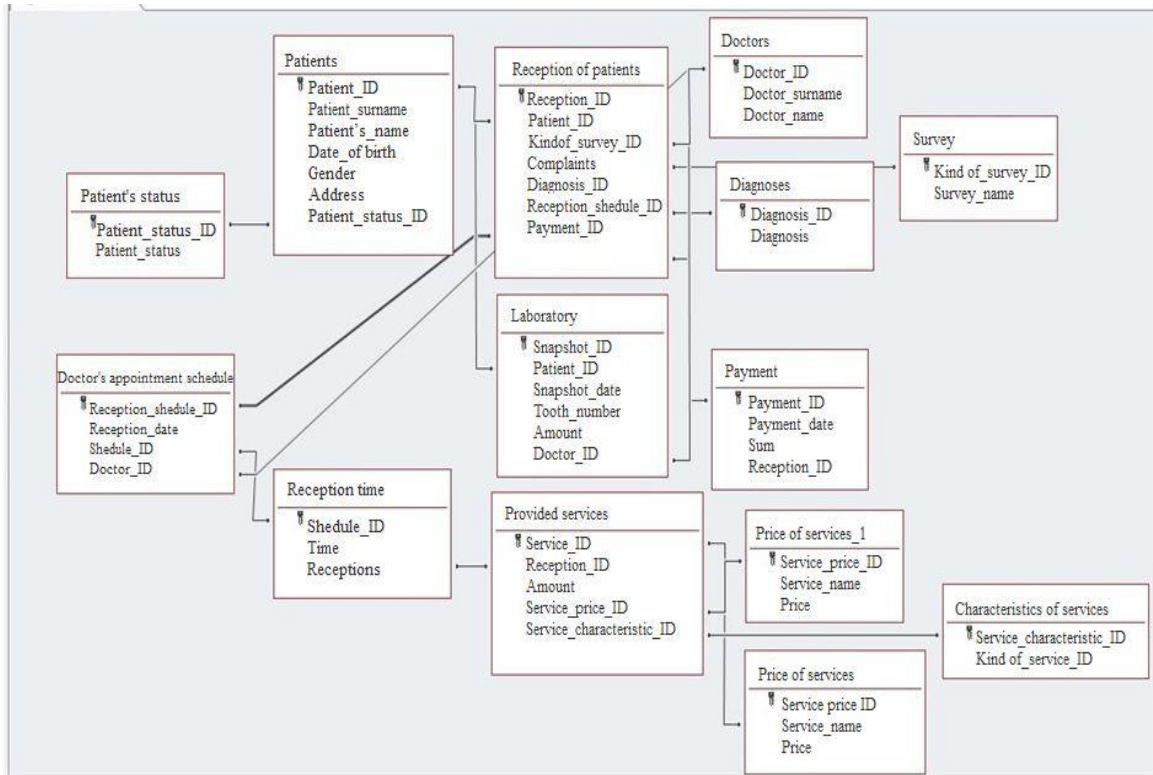 Patients
Patient_ID
Patient_surname
Patient's_name
Date_of birth
Gender
Address
Patient_status_ID
Reception of patients
Reception_ID
Patient_ID
Kindof_survey_ID
Complaints
Diagnosis_ID
Reception_shedule_ID
Payment_ID
Doctors
Doctor_ID
Doctor_surname
Doctor_name
Survey
Kind of_survey_ID
Survey_name
Patient's status
Patient_status_ID
Patient_status
Diagnoses
Diagnosis_ID
Diagnosis
Laboratory
Snapshot_ID
Patient_ID
Snapshot_date
Tooth_number
Amount
Doctor_ID
Doctor's appointment schedule
Reception_shedule_ID
Reception_date
Shedule_ID
Doctor_ID
Payment
Payment_ID
Payment_date
Sum
Reception_ID
Reception time
Shedule_ID
Time
Receptions
Provided services
Service_ID
Reception_ID
Amount
Service_price_ID
Service_characteristic_ID
Price of services_1
Service_price_ID
Service_name
Price
Characteristics of services
Service_characteristic_ID
Kind of_service_ID
Price of services
Service price ID
Service_name
Price